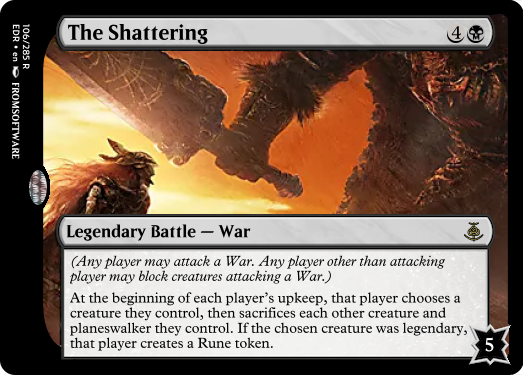 The Shattering
4
Legendary Battle — War
(Any player may attack a War. Any player other than attacking
player may block creatures attacking a War.)
At the beginning of each player's upkeep, that player chooses a
creature they control, then sacrifices each other creature and
planeswalker they control. If the chosen creature was legendary,
that player creates a Rune token.
5
106/285 R
EDR • en FROMSOFTWARE